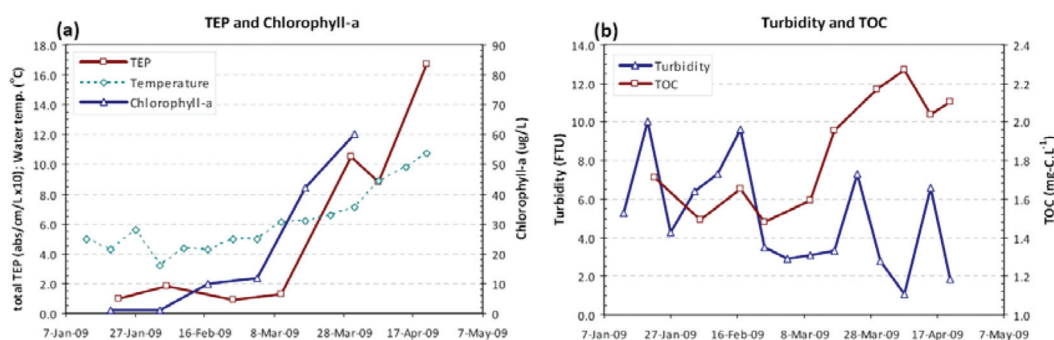 (a) TEP and Chlorophyll-a
18.0
16.0
14.0
12.0
10.0
8.0
6.0
4.0
2.0
0.0
total TEP (abs/cm/L x10); Water temp. (°C)
TEP
Temperature
Chlorophyll-a
90
80
70
60
50
40
30
20
10
0
Chlorophyll-a (ug/L)
7-Jan-09 27-Jan-09 16-Feb-09 8-Mar-09 28-Mar-09 17-Apr-09 7-May-09
(b) Turbidity and TOC
14.0
12.0
10.0
8.0
6.0
4.0
2.0
0.0
Turbidity (FTU)
Turbidity
TOC
2.4
2.2
2.0
1.8
1.6
1.4
1.2
1.0
TOC (mg-C.L⁻¹)
7-Jan-09 27-Jan-09 16-Feb-09 8-Mar-09 28-Mar-09 17-Apr-09 7-May-09